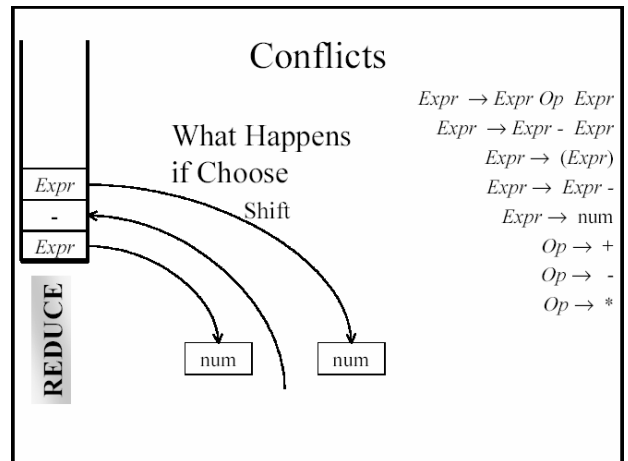 Conflicts
What Happens
if Choose
Shift
Expr → Expr Op Expr
Expr → Expr - Expr
Expr → (Expr)
Expr → Expr -
Expr → num
Op → +
Op → -
Op → *
Expr
-
Expr
REDUCE
num
num